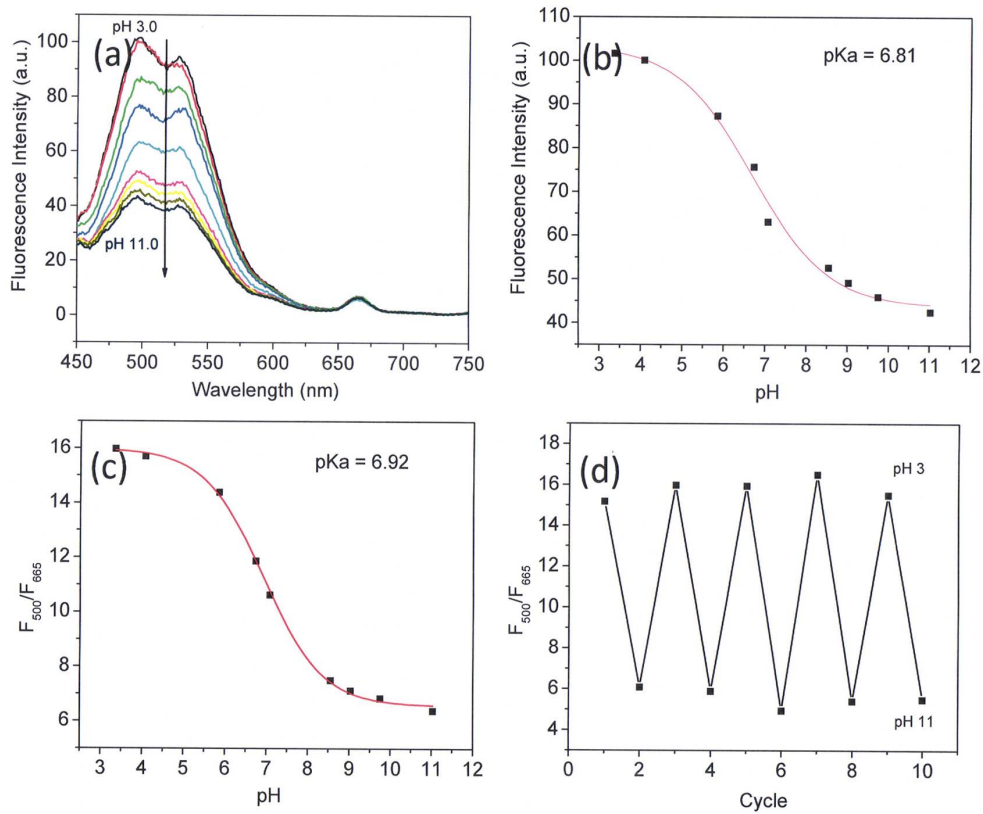 (a)
pH 3.0
pH 11.0
100
80
60
40
20
0
Fluorescence Intensity (a.u.)
450 500 550 600 650 700 750
Wavelength (nm)
(b)
pKa = 6.81
110
100
90
80
70
60
50
40
Fluorescence Intensity (a.u.)
3 4 5 6 7 8 9 10 11 12
pH
(c)
pKa = 6.92
16
14
12
10
8
6
F500/F665
3 4 5 6 7 8 9 10 11 12
pH
(d)
pH 3
pH 11
18
16
14
12
10
8
6
4
F500/F665
0 2 4 6 8 10
Cycle